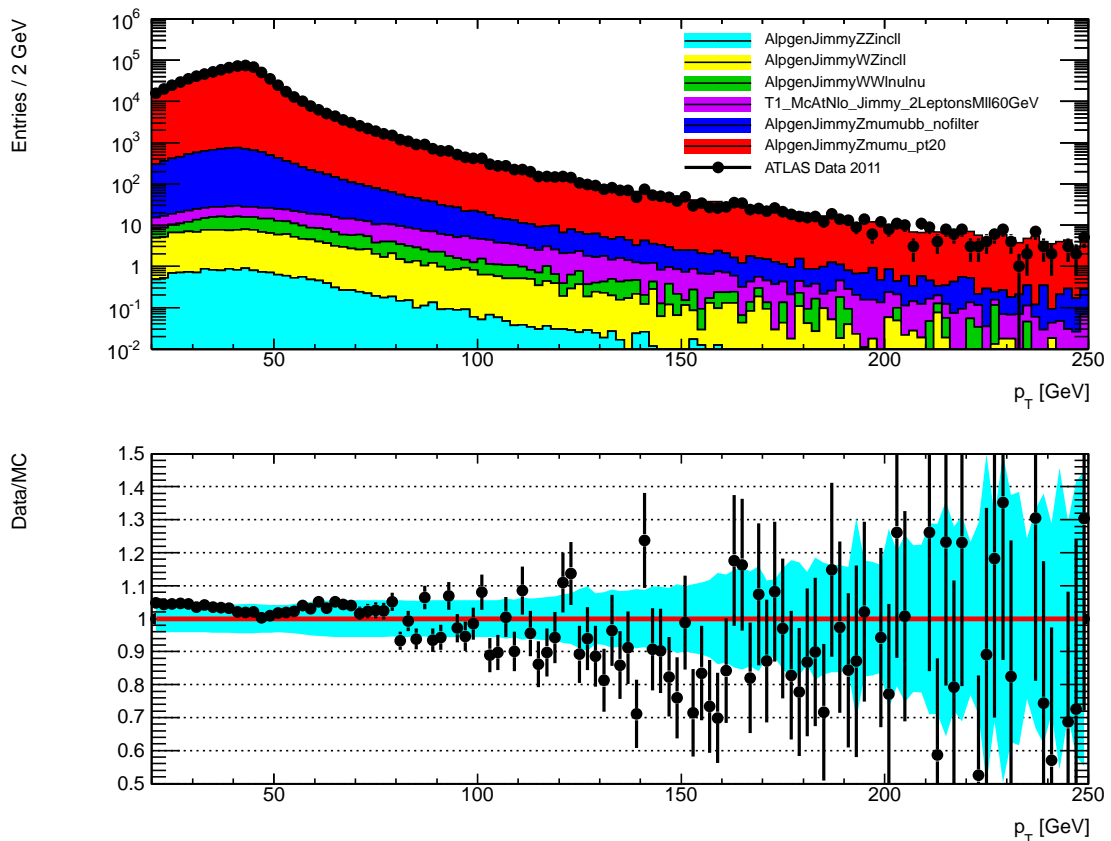 Entries / 2 GeV
10^6
10^5
10^4
10^3
10^2
10
1
10^-1
10^-2
AlpgenJimmyZZincll
AlpgenJimmyWZincll
AlpgenJimmyWWlnulnu
T1_McAtNlo_Jimmy_2LeptonsMll60GeV
AlpgenJimmyZmumubb_nofilter
AlpgenJimmyZmumu_pt20
ATLAS Data 2011
50 100 150 200 250
p_T [GeV]
Data/MC
1.5
1.4
1.3
1.2
1.1
1
0.9
0.8
0.7
0.6
0.5
50 100 150 200 250
p_T [GeV]